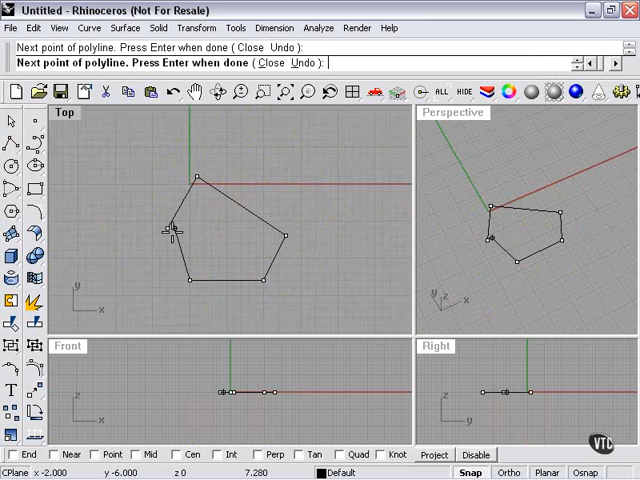 Untitled - Rhinoceros (Not For Resale)
File Edit View Curve Surface Solid Transform Tools Dimension Analyze Render Help
Next point of polyline. Press Enter when done ( Close Undo ):
Next point of polyline. Press Enter when done ( Close Undo ):
ALL HIDE
Top
Perspective
y
x
y
x
Front
Right
z
x
z
y
T
VTC
End Near Point Mid Cen Int Perp Tan Quad Knot Project Disable
CPlane x -2.000 y -6.000 z 0 7.280 Default Snap Ortho Planar Osnap